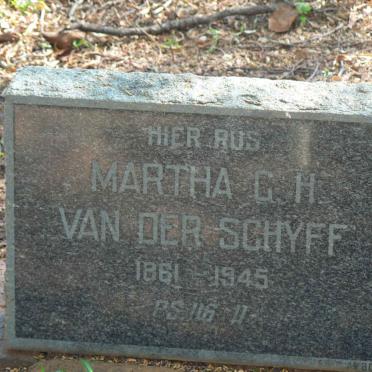 HIER RUS
MARTHA C. H.
VAN DER SCHYFF
1861 - 1945
PS. 116 : 11